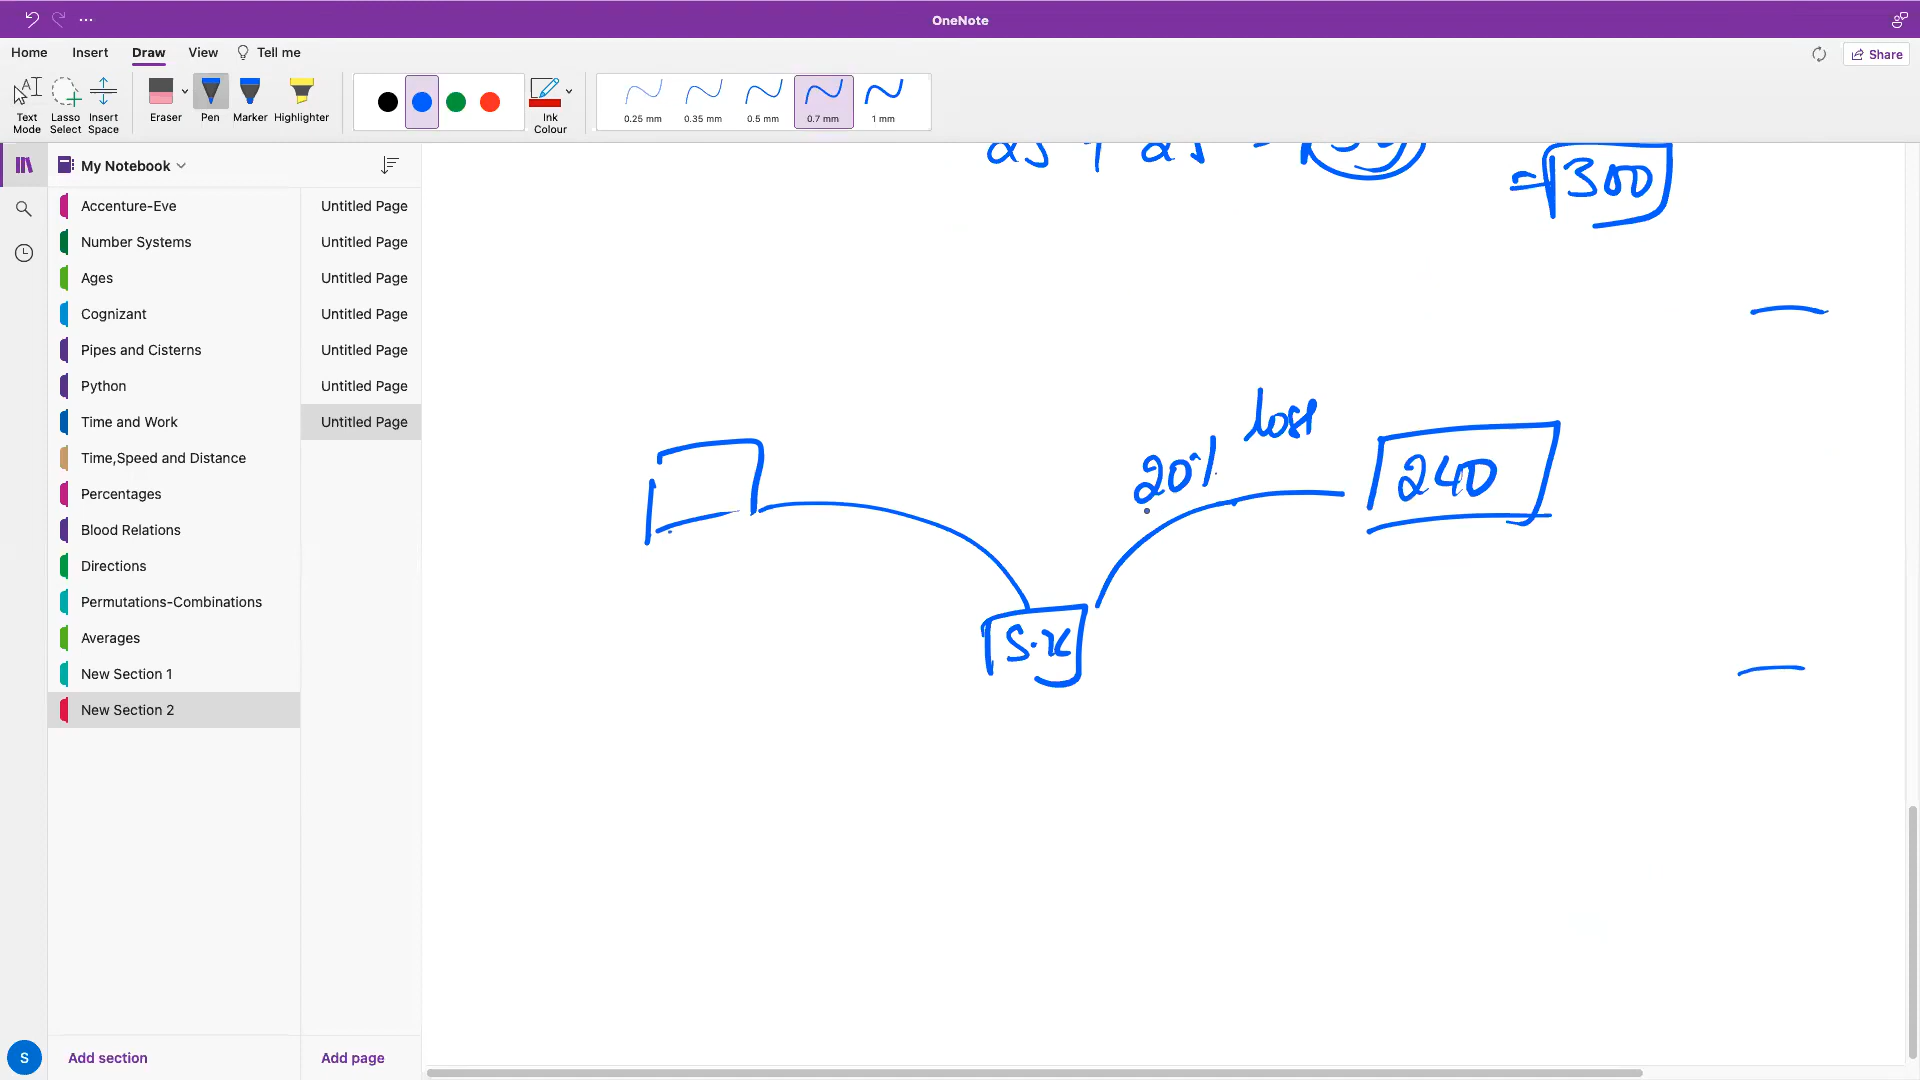 OneNote
Home Insert Draw View Tell me
Share
Text Mode
Lasso Select
Insert Space
Eraser
Pen
Marker
Highlighter
Ink Colour
0.25 mm
0.35 mm
0.5 mm
0.7 mm
1 mm
My Notebook
Accenture-Eve
Number Systems
Ages
Cognizant
Pipes and Cisterns
Python
Time and Work
Time,Speed and Distance
Percentages
Blood Relations
Directions
Permutations-Combinations
Averages
New Section 1
New Section 2
Untitled Page
Untitled Page
Untitled Page
Untitled Page
Untitled Page
Untitled Page
Untitled Page
= 300
20% loss
240
S
Add section
Add page